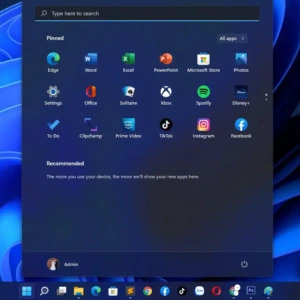 Type here to search
Pinned
All apps
Edge
Word
Excel
PowerPoint
Microsoft Store
Photos
Settings
Office
Solitaire
Xbox
Spotify
Disney+
To Do
Clipchamp
Prime Video
TikTok
Instagram
Facebook
Recommended
The more you use your device, the more we'll show your new apps here.
Admin